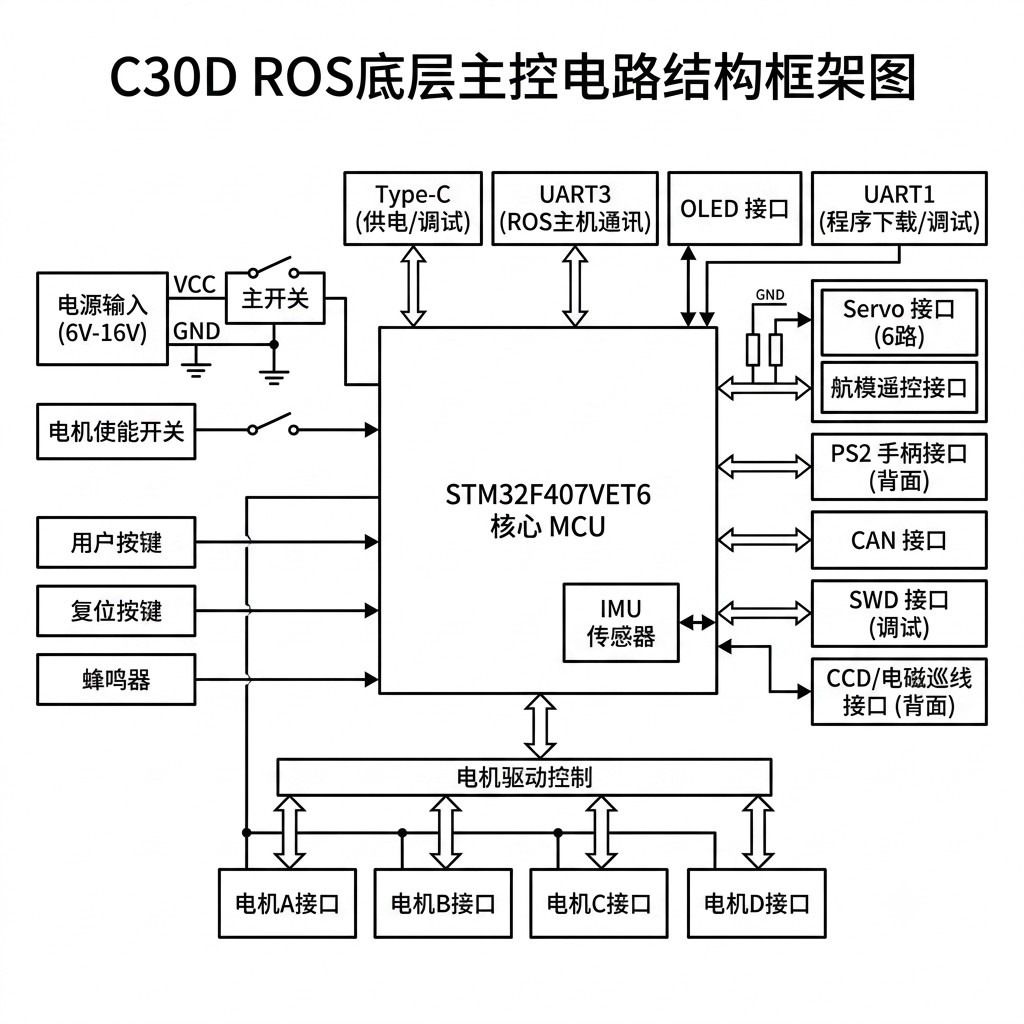 C30D ROS底层主控电路结构框架图
Type-C
(供电/调试)
UART3
(ROS主机通讯)
OLED 接口
UART1
(程序下载/调试)
电源输入
(6V-16V)
VCC
GND
主开关
GND
Servo 接口
(6路)
航模遥控接口
电机使能开关
PS2 手柄接口
(背面)
STM32F407VET6
核心 MCU
用户按键
CAN 接口
复位按键
IMU
传感器
SWD 接口
(调试)
蜂鸣器
CCD/电磁巡线
接口 (背面)
电机驱动控制
电机A接口
电机B接口
电机C接口
电机D接口